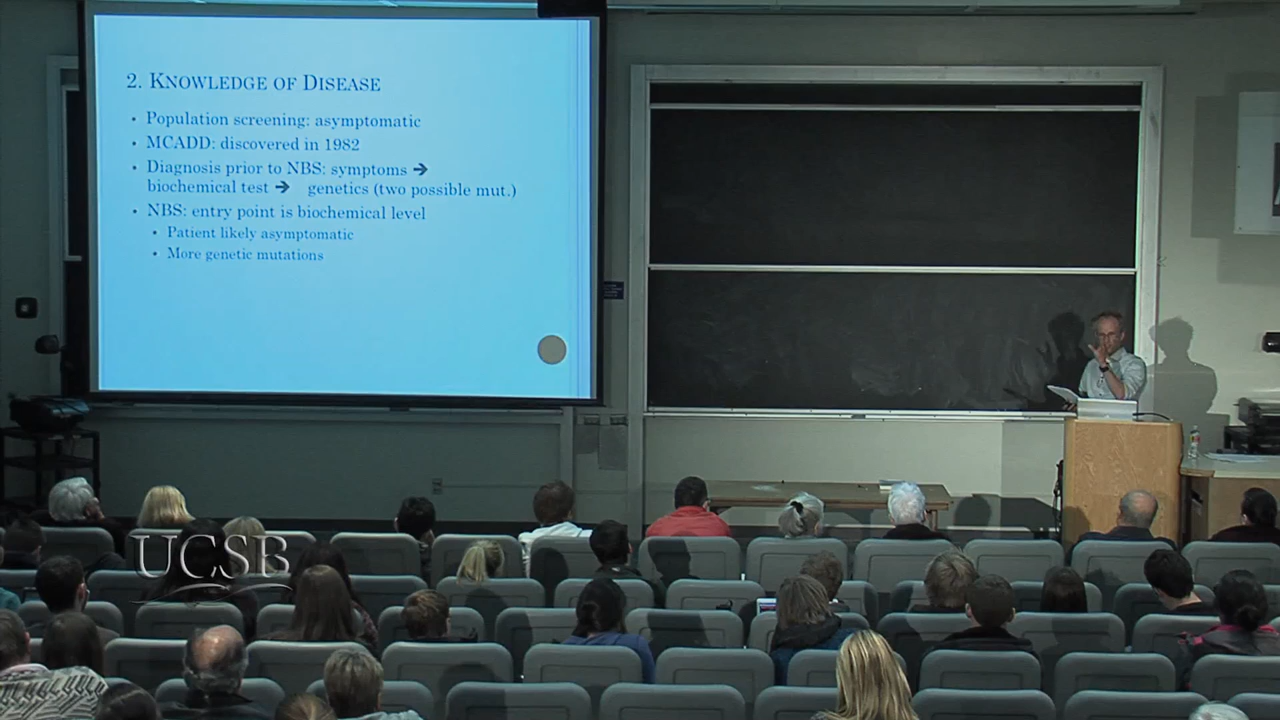 2. Knowledge of Disease
• Population screening: asymptomatic
• MCADD: discovered in 1982
• Diagnosis prior to NBS: symptoms ➔
biochemical test ➔ genetics (two possible mut.)
• NBS: entry point is biochemical level
• Patient likely asymptomatic
• More genetic mutations
UCSB